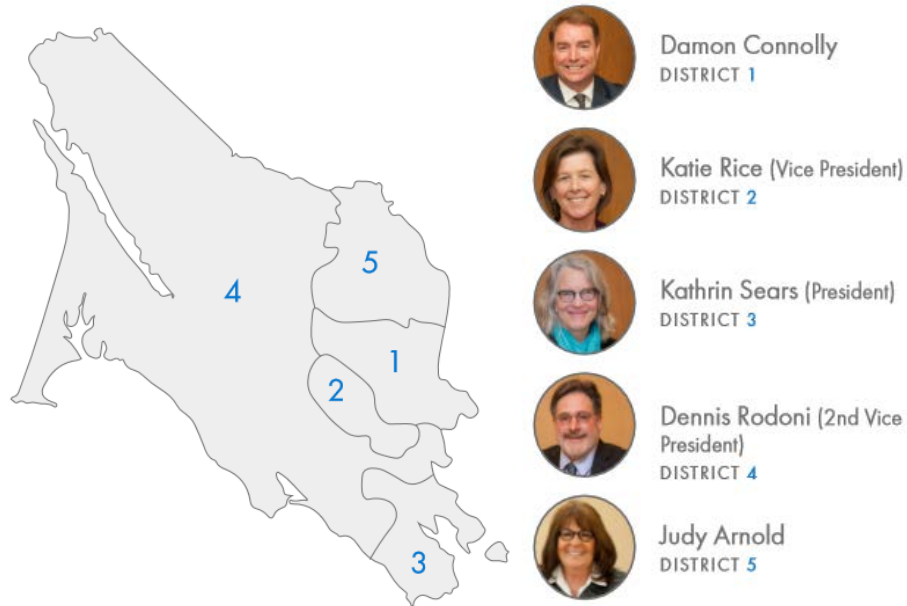 Damon Connolly
DISTRICT 1
Katie Rice (Vice President)
DISTRICT 2
Kathrin Sears (President)
DISTRICT 3
Dennis Rodoni (2nd Vice
President)
DISTRICT 4
Judy Arnold
DISTRICT 5
5
4
1
2
3